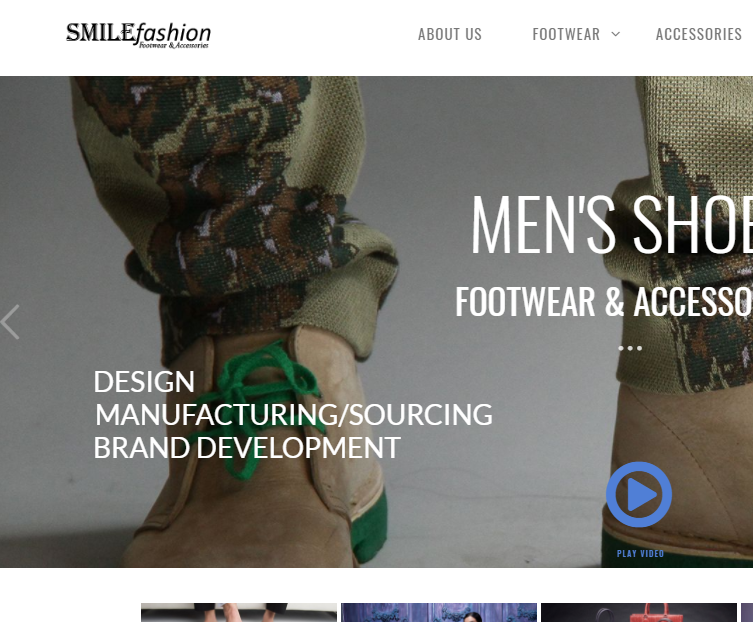 SMILEfashion
Footwear & Accessories
ABOUT US
FOOTWEAR
ACCESSORIES
MEN'S SHOE
FOOTWEAR & ACCESSO
DESIGN
MANUFACTURING/SOURCING
BRAND DEVELOPMENT
PLAY VIDEO